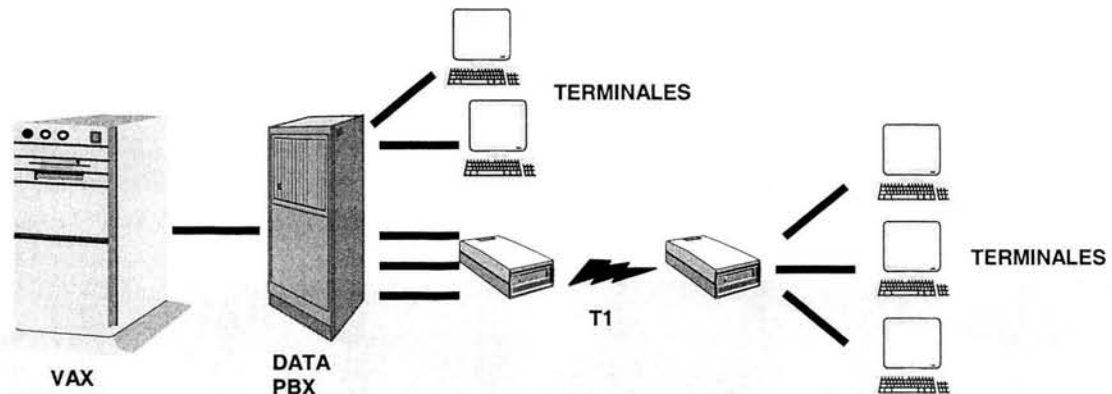 TERMINALES
TERMINALES
T1
VAX
DATA
PBX